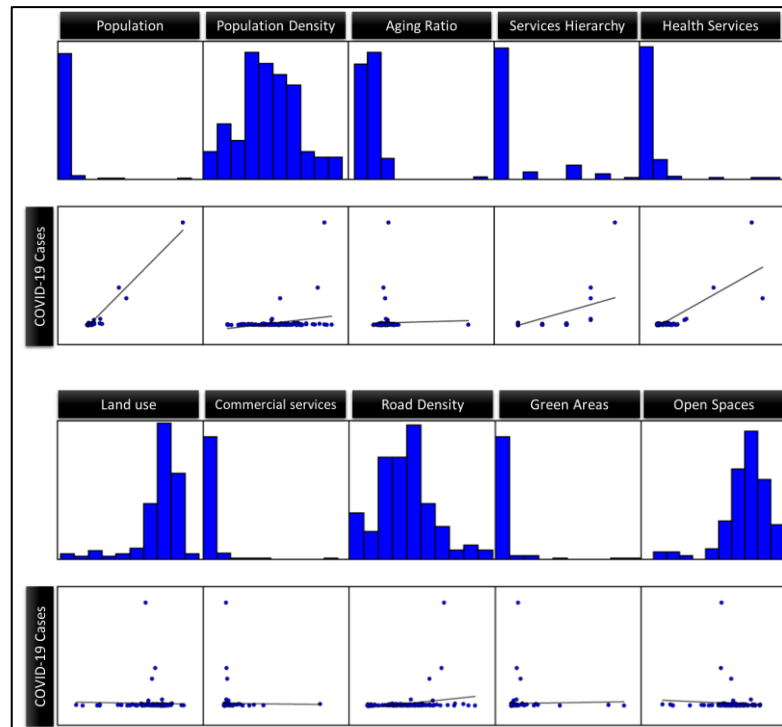 Population
Population Density
Aging Ratio
Services Hierarchy
Health Services
COVID-19 Cases
Land use
Commercial services
Road Density
Green Areas
Open Spaces
COVID-19 Cases